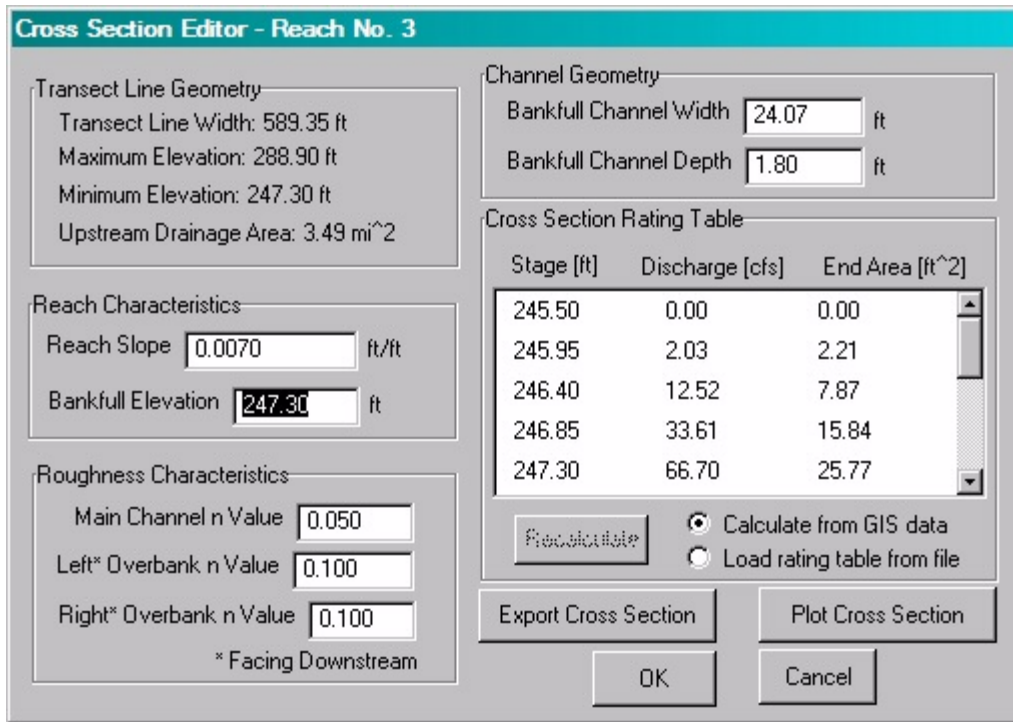 Cross Section Editor - Reach No. 3
Transect Line Geometry
Transect Line Width: 589.35 ft
Maximum Elevation: 288.90 ft
Minimum Elevation: 247.30 ft
Upstream Drainage Area: 3.49 mi^2
Reach Characteristics
Reach Slope 0.0070 ft/ft
Bankfull Elevation 247.30 ft
Roughness Characteristics
Main Channel n Value 0.050
Left* Overbank n Value 0.100
Right* Overbank n Value 0.100
* Facing Downstream
Channel Geometry
Bankfull Channel Width 24.07 ft
Bankfull Channel Depth 1.80 ft
Cross Section Rating Table
Stage [ft] Discharge [cfs] End Area [ft^2]
245.50 0.00 0.00
245.95 2.03 2.21
246.40 12.52 7.87
246.85 33.61 15.84
247.30 66.70 25.77
Recalculate
Calculate from GIS data
Load rating table from file
Export Cross Section
Plot Cross Section
OK
Cancel